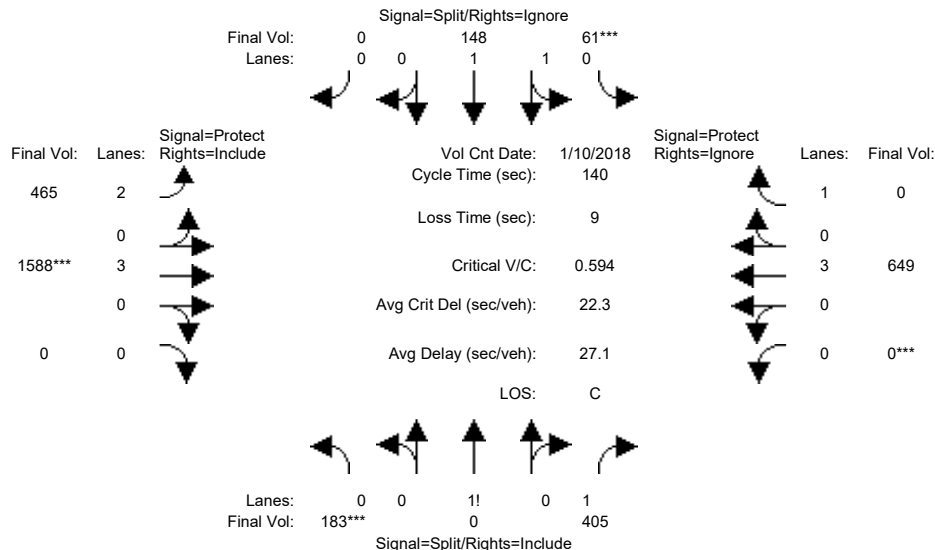 Signal=Split/Rights=Ignore
Final Vol: 0 148 61***
Lanes: 0 0 1 1 0
Signal=Protect
Final Vol: Lanes: Rights=Include
Vol Cnt Date: 1/10/2018
Signal=Protect
Rights=Ignore Lanes: Final Vol:
Cycle Time (sec): 140
465 2
1 0
Loss Time (sec): 9
0
0
1588*** 3
Critical V/C: 0.594
3 649
0
Avg Crit Del (sec/veh): 22.3
0
0 0
Avg Delay (sec/veh): 27.1
0 0***
LOS: C
Lanes: 0 0 1! 0 1
Final Vol: 183*** 0 405
Signal=Split/Rights=Include